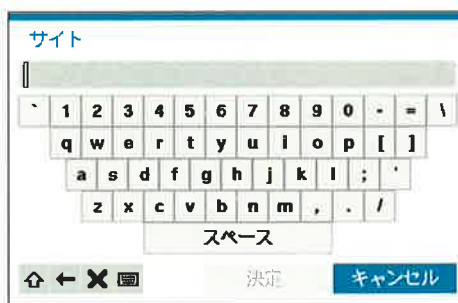 サイト
` 1 2 3 4 5 6 7 8 9 0 - = \
q w e r t y u i o p [ ]
a s d f g h j k l ; '
z x c v b n m , . /
スペース
決定 キャンセル